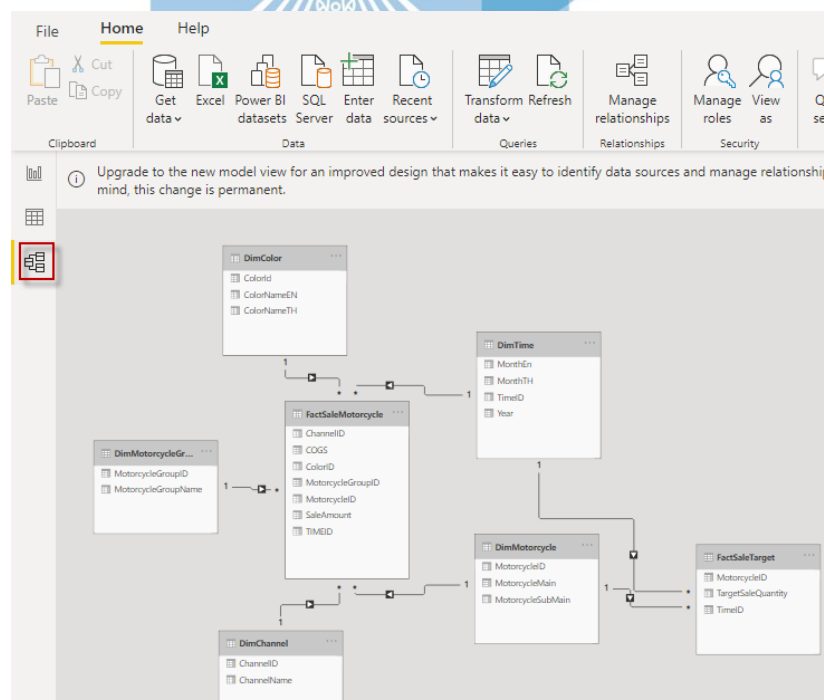 File Home Help
Paste
Cut
Copy
Get data
Excel
Power BI datasets
SQL Server
Enter data
Recent sources
Transform data
Refresh
Manage relationships
Manage roles
View as
Clipboard
Data
Queries
Relationships
Security
Upgrade to the new model view for an improved design that makes it easy to identify data sources and manage
mind, this change is permanent.
DimColor
ColorId
ColorNameEN
ColorNameTH
1
* *
1
DimTime
MonthEn
MonthTH
TimeID
Year
1
FactSaleMotorcycle
ChannelID
COGS
ColorID
MotorcycleGroupID
MotorcycleID
SaleAmount
TIMEID
DimMotorcycleGr...
MotorcycleGroupID
MotorcycleGroupName
1 *
* *
1
DimMotorcycle
MotorcycleID
MotorcycleMain
MotorcycleSubMain
1
*
*
FactSaleTarget
MotorcycleID
TargetSaleQuantity
TimeID
1
DimChannel
ChannelID
ChannelName